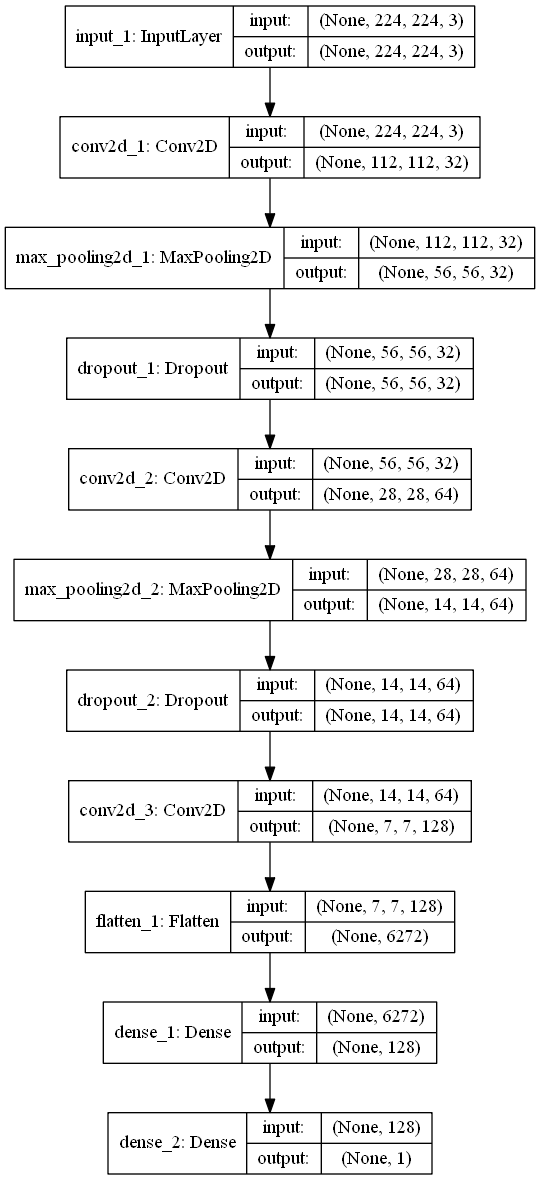 input_1: InputLayer
input: (None, 224, 224, 3)
output: (None, 224, 224, 3)
conv2d_1: Conv2D
input: (None, 224, 224, 3)
output: (None, 112, 112, 32)
max_pooling2d_1: MaxPooling2D
input: (None, 112, 112, 32)
output: (None, 56, 56, 32)
dropout_1: Dropout
input: (None, 56, 56, 32)
output: (None, 56, 56, 32)
conv2d_2: Conv2D
input: (None, 56, 56, 32)
output: (None, 28, 28, 64)
max_pooling2d_2: MaxPooling2D
input: (None, 28, 28, 64)
output: (None, 14, 14, 64)
dropout_2: Dropout
input: (None, 14, 14, 64)
output: (None, 14, 14, 64)
conv2d_3: Conv2D
input: (None, 14, 14, 64)
output: (None, 7, 7, 128)
flatten_1: Flatten
input: (None, 7, 7, 128)
output: (None, 6272)
dense_1: Dense
input: (None, 6272)
output: (None, 128)
dense_2: Dense
input: (None, 128)
output: (None, 1)